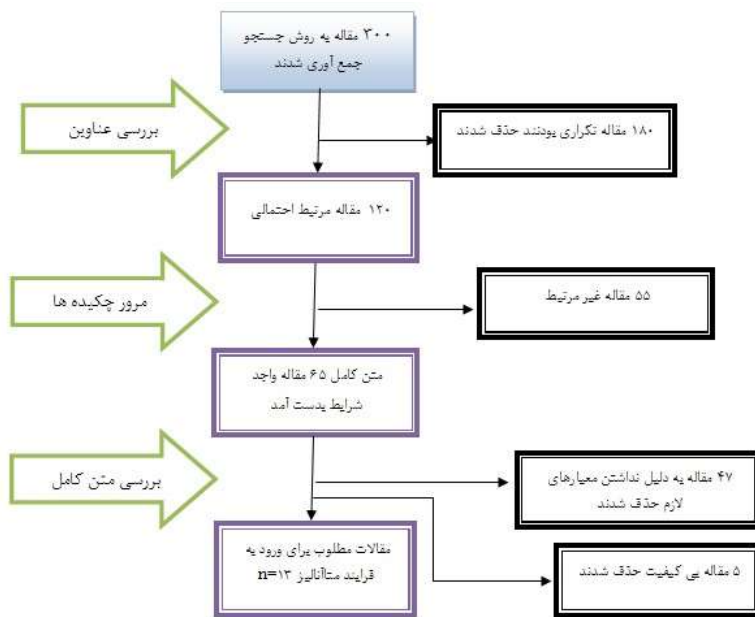 ۳۰۰ مقاله به روش جستجو
جمع آوری شدند
بررسی عناوین
۱۸۰ مقاله تکراری بودنند حذف شدند
۱۲۰ مقاله مرتبط احتمالی
مرور چکیده ها
۵۵ مقاله غیر مرتبط
متن کامل ۶۵ مقاله واجد
شرایط بدست آمد
بررسی متن کامل
۴۷ مقاله به دلیل نداشتن معیارهای
لازم حذف شدند
مقالات مطلوب برای ورود به
فرایند متاآنالیز n=۱۳
۵ مقاله بی کیفیت حذف شدند